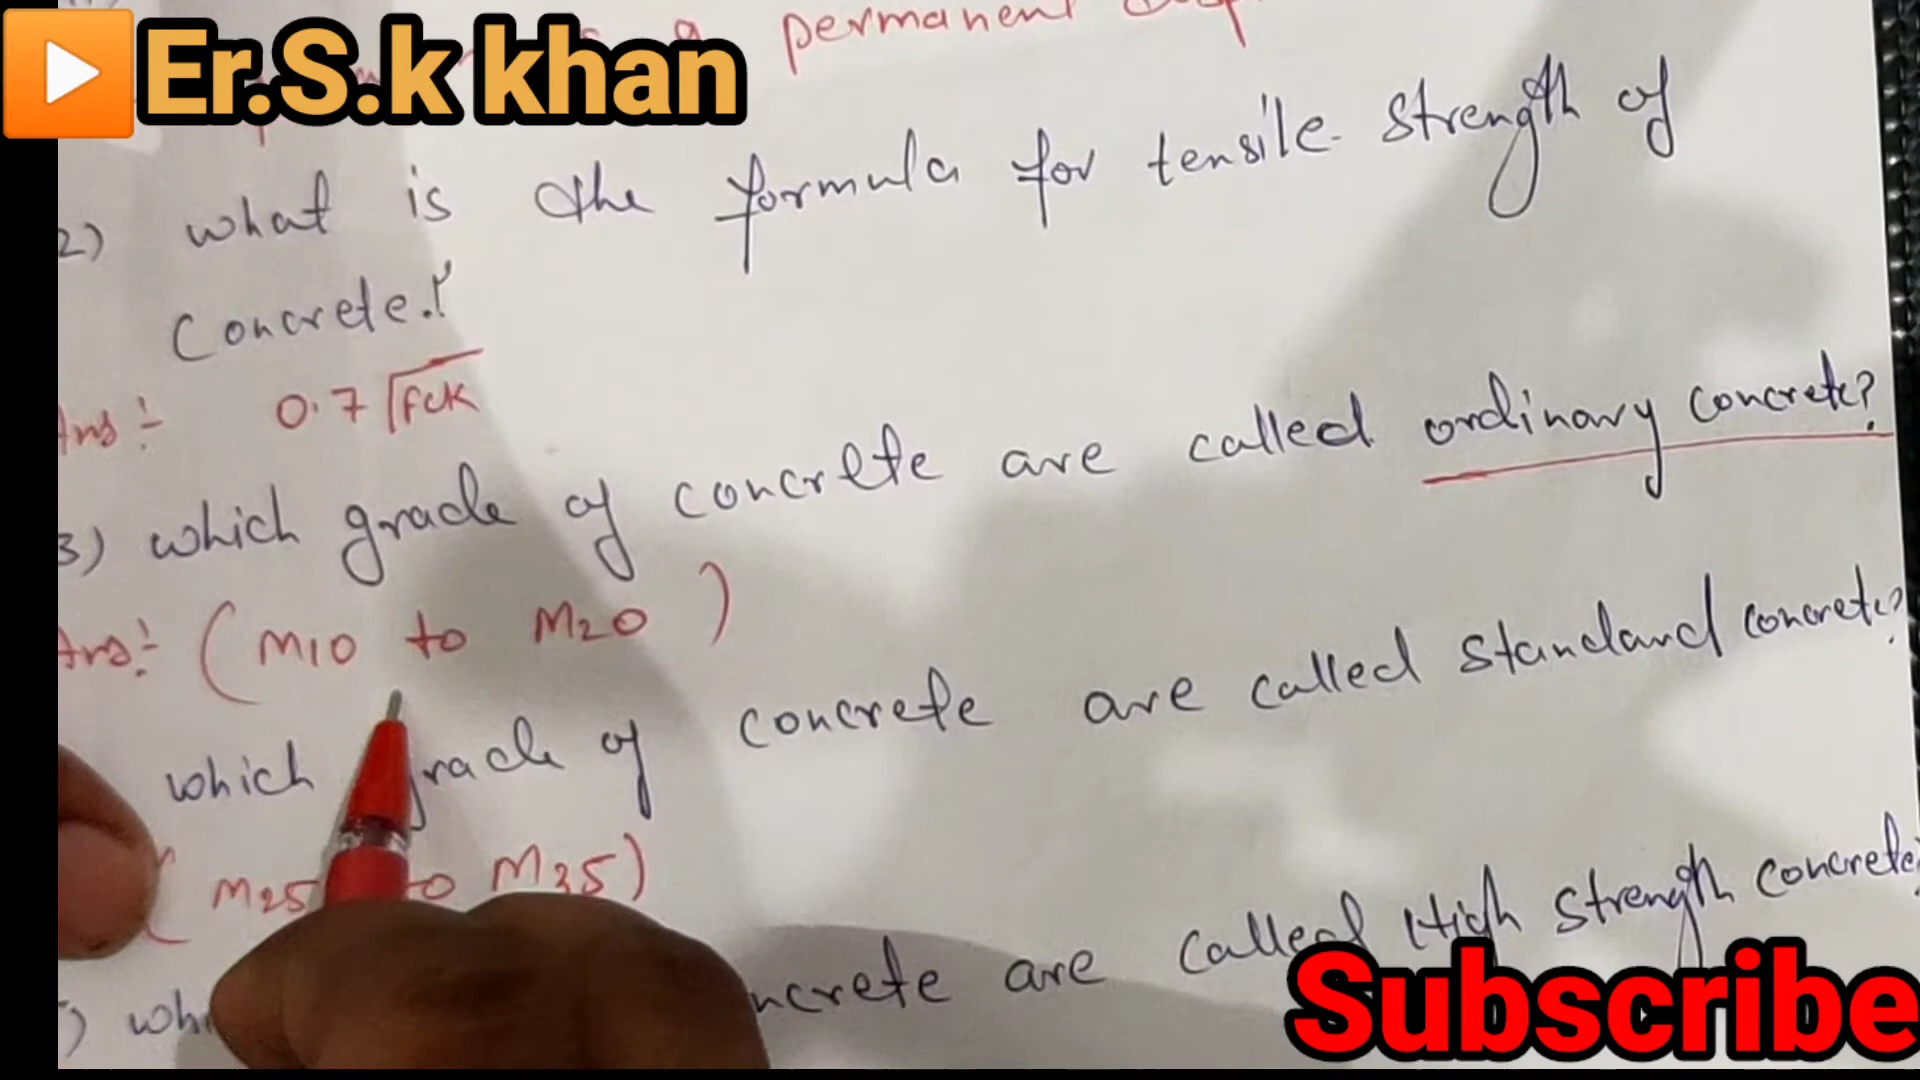 Er.S.k khan
a permanent
2) what is the formula for tensile strength of
Concrete?
Ans:- 0.7 √fck
3) which grade of concrete are called ordinary concrete?
Ans:- (M10 to M20)
which grade of concrete are called standard concrete?
(M25 to M35)
concrete are called High strength concrete
Subscribe